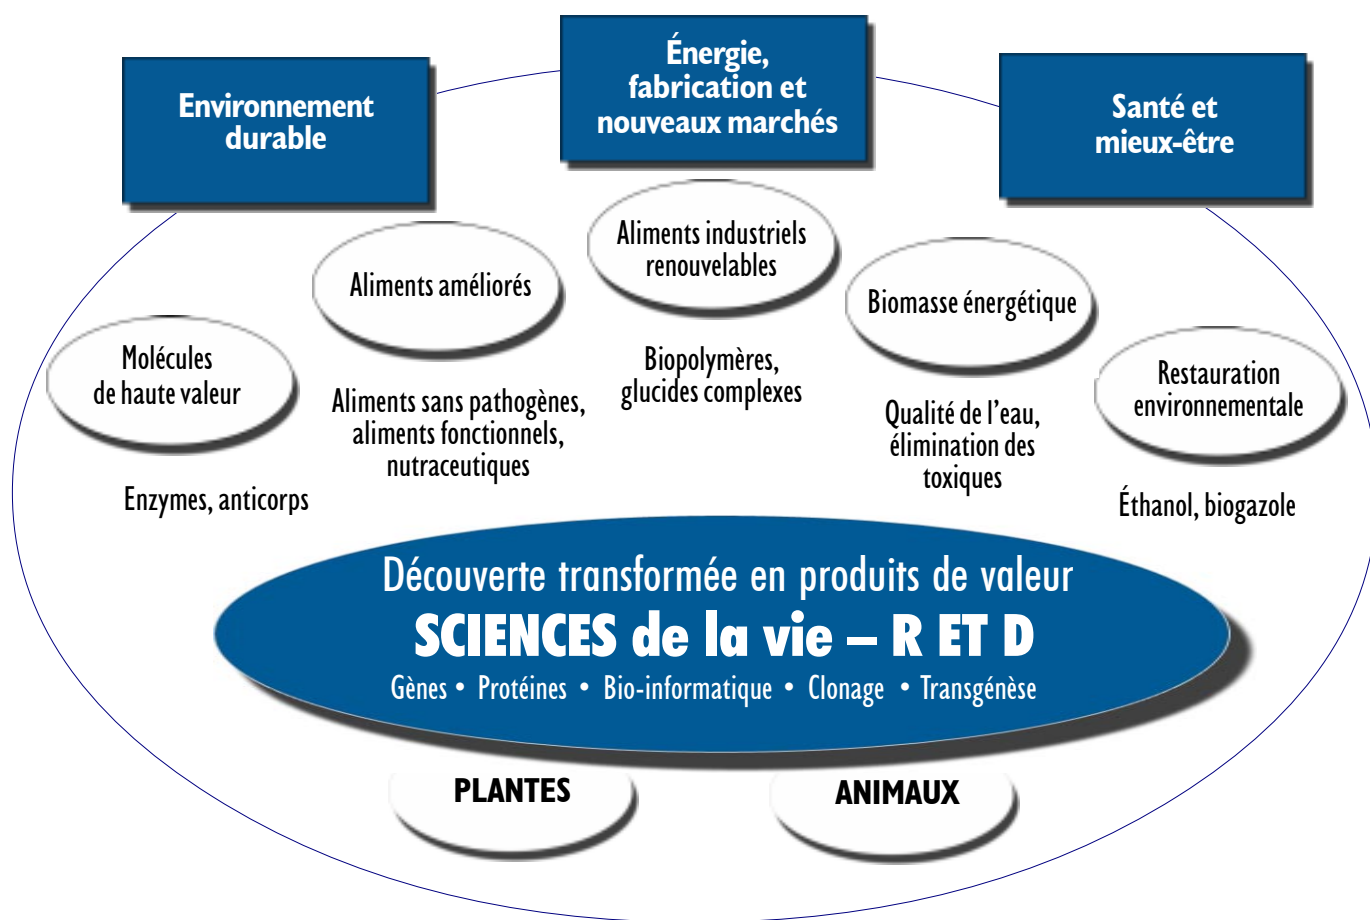 Environnement
durable
Énergie,
fabrication et
nouveaux marchés
Santé et
mieux-être
Molécules
de haute valeur
Enzymes, anticorps
Aliments améliorés
Aliments sans pathogènes,
aliments fonctionnels,
nutraceutiques
Aliments industriels
renouvelables
Biopolymères,
glucides complexes
Biomasse énergétique
Qualité de l’eau,
élimination des
toxiques
Restauration
environnementale
Éthanol, biogazole
Découverte transformée en produits de valeur
SCIENCES de la vie – R ET D
Gènes • Protéines • Bio-informatique • Clonage • Transgénèse
PLANTES
ANIMAUX